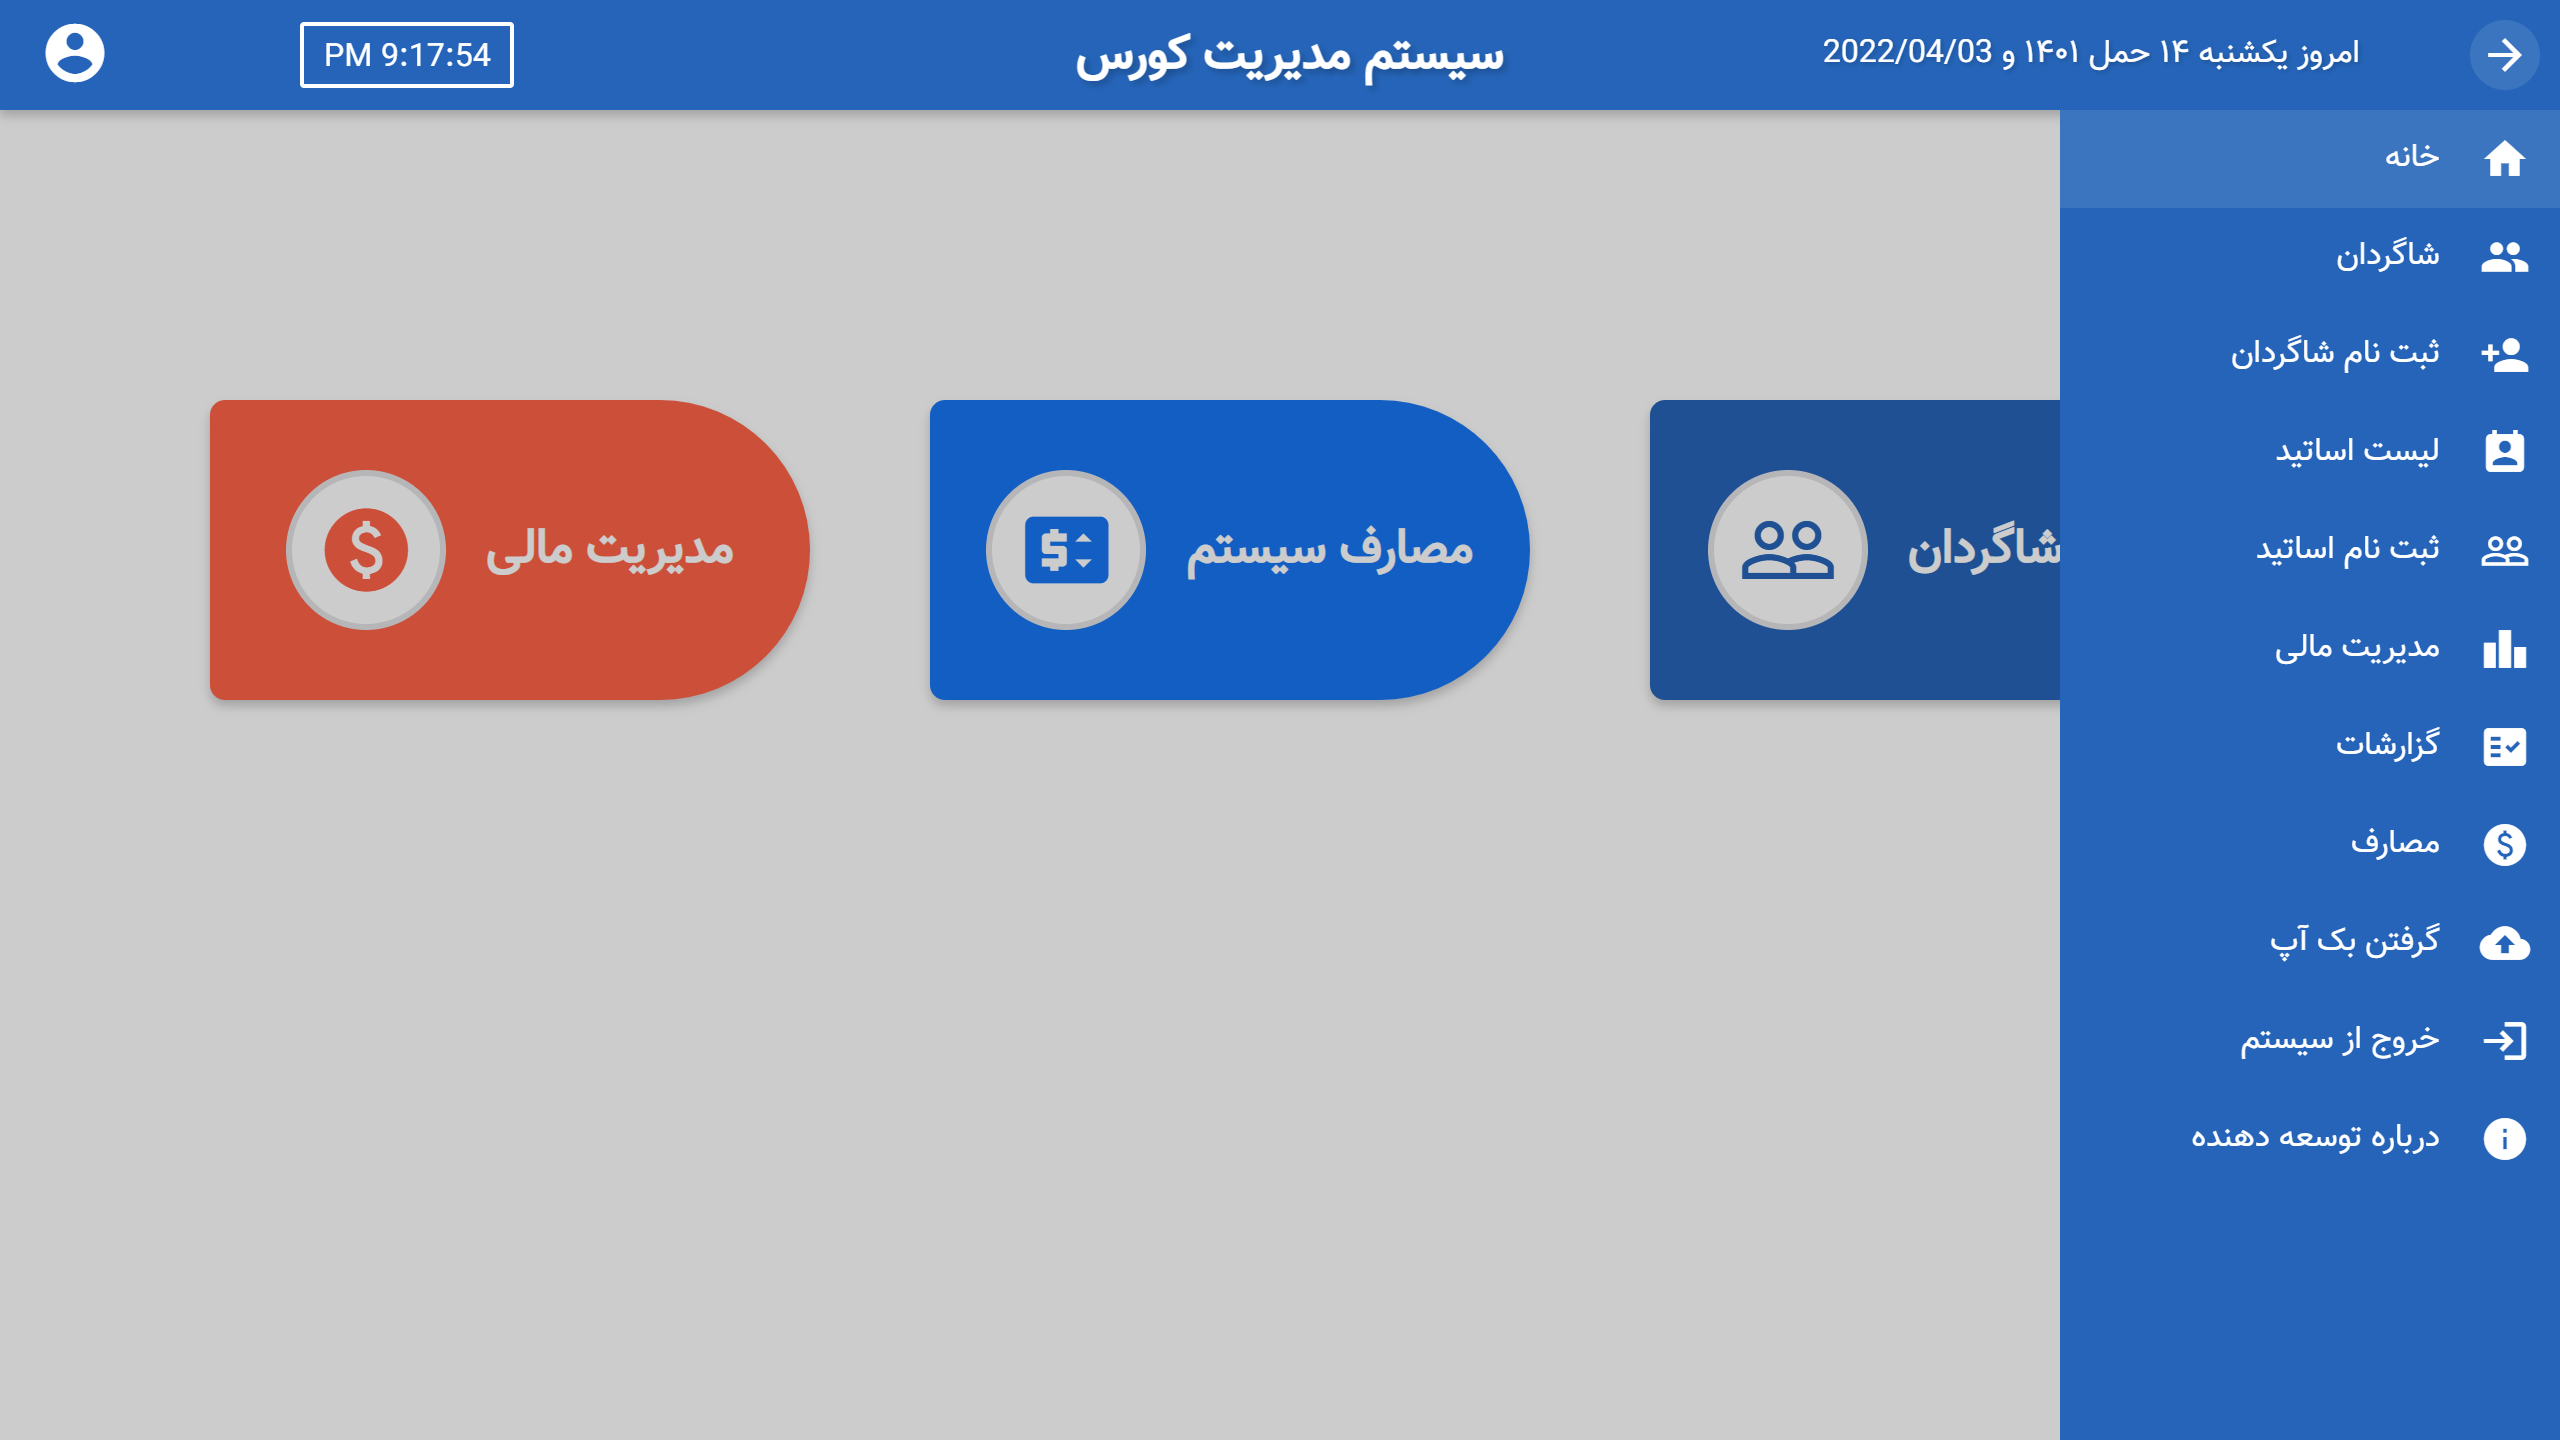 امروز یکشنبه ۱۴ حمل ۱۴۰۱ و 2022/04/03
سیستم مدیریت کورس
PM 9:17:54
خانه
شاگردان
ثبت نام شاگردان
لیست اساتید
ثبت نام اساتید
مدیریت مالی
گزارشات
مصارف
گرفتن بک آپ
خروج از سیستم
درباره توسعه دهنده
شاگردان
مصارف سیستم
مدیریت مالی